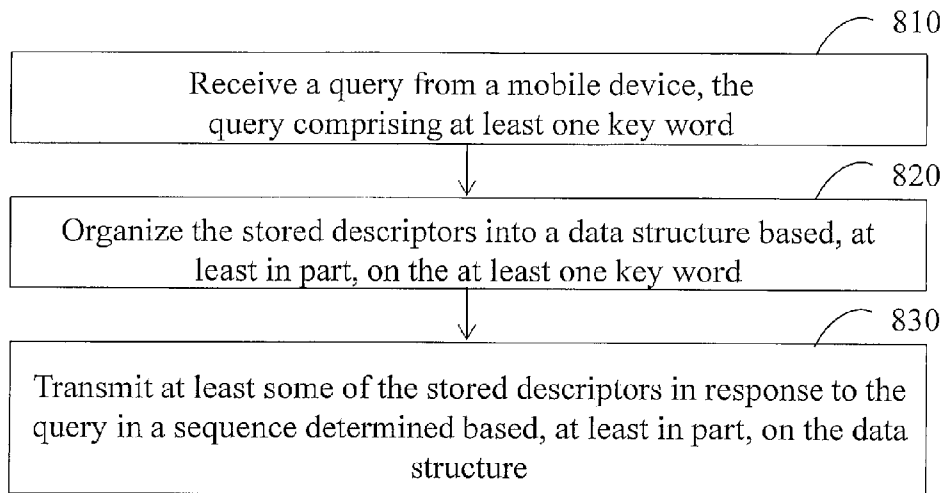 810
Receive a query from a mobile device, the
query comprising at least one key word
820
Organize the stored descriptors into a data structure based, at
least in part, on the at least one key word
830
Transmit at least some of the stored descriptors in response to the
query in a sequence determined based, at least in part, on the data
structure